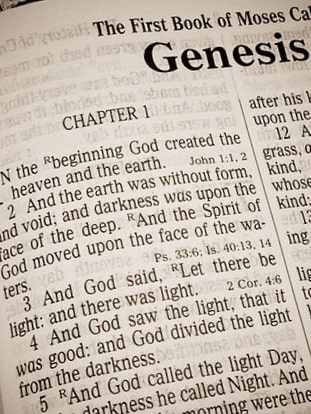 The First Book of Moses
Genesis
CHAPTER 1
N the ᴿbeginning God created the
heaven and the earth. John 1:1, 2
2 And the earth was without form,
and void; and darkness was upon the
face of the deep. ᴿAnd the Spirit of
God moved upon the face of the wa-
ters. Ps. 33:6; Is. 40:13, 14
3 And God said, ᴿLet there be
light: and there was light. 2 Cor. 4:6
4 And God saw the light, that it
was good: and God divided the light
from the darkness.
5 ᴿAnd God called the light Day,
darkness he called Night. And
morning were the
after his
upon the
12 A
grass,
kind,
whose
kind:
13
ing